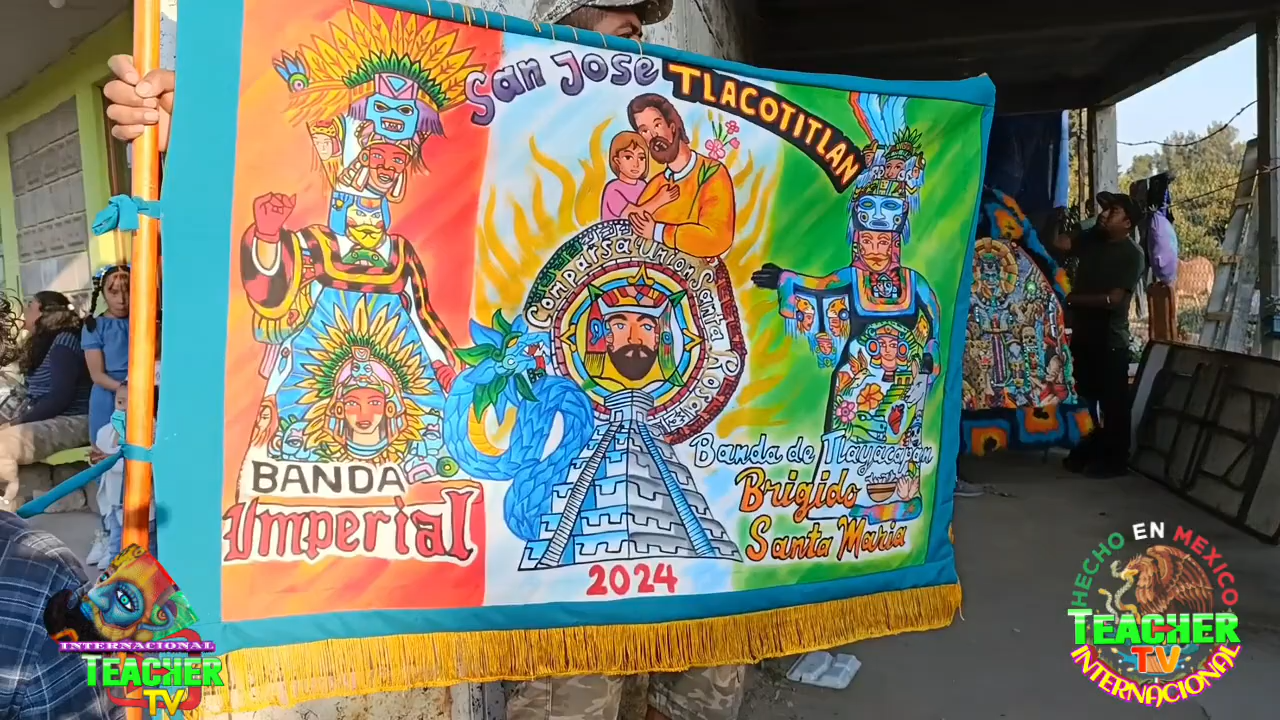 San Jose TLACOTITLAN
Comparsa Union Santa Rosa
BANDA
Ymperial
Banda de Tlayacapan
Brigido
Santa Maria
2024
INTERNACIONAL
TEACHER
TV
HECHO EN MEXICO
TEACHER
TV
INTERNACIONAL